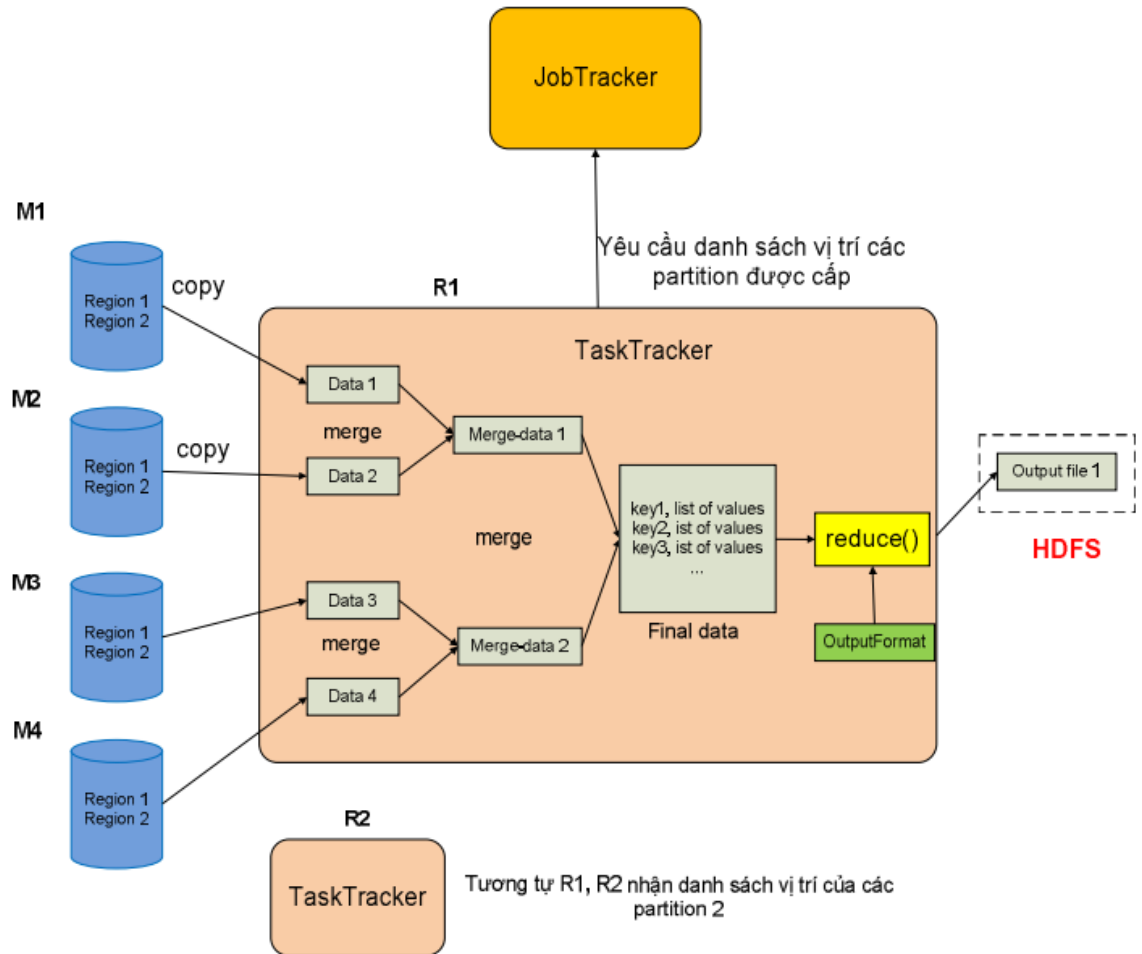 JobTracker
Yêu cầu danh sách vị trí các
partition được cấp
M1
Region 1
Region 2
copy
R1
TaskTracker
M2
Region 1
Region 2
copy
Data 1
merge
Data 2
Merge-data 1
merge
key1, list of values
key2, ist of values
key3, ist of values
...
Final data
reduce()
OutputFormat
Output file 1
HDFS
M3
Region 1
Region 2
Data 3
merge
Data 4
Merge-data 2
M4
Region 1
Region 2
R2
TaskTracker
Tương tự R1, R2 nhận danh sách vị trí của các
partition 2